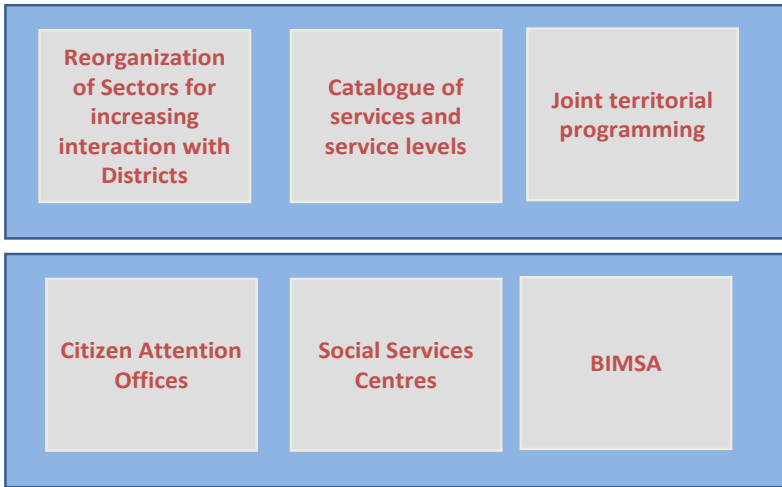 Reorganization
of Sectors for
increasing
interaction with
Districts
Catalogue of
services and
service levels
Joint territorial
programming
Citizen Attention
Offices
Social Services
Centres
BIMSA